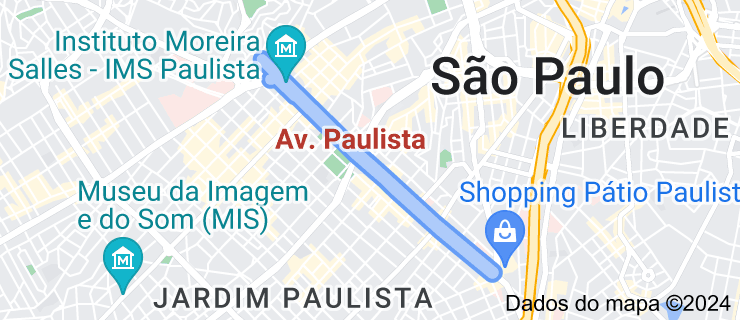 Instituto Moreira
Salles - IMS Paulista
São Paulo
LIBERDADE
Av. Paulista
Museu da Imagem
e do Som (MIS)
Shopping Pátio Paulist
JARDIM PAULISTA
Dados do mapa ©2024